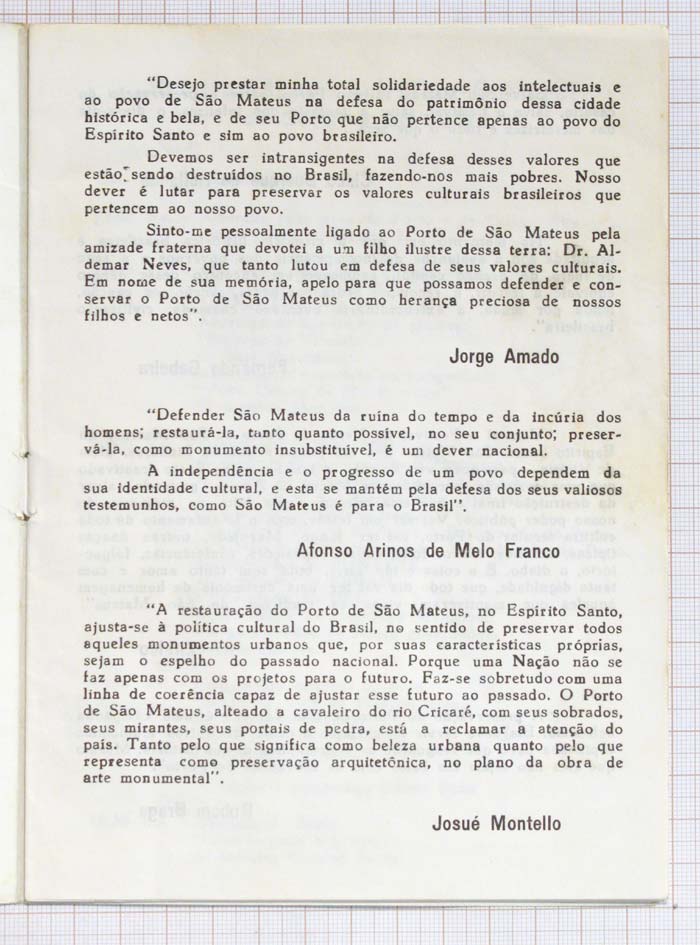 "Desejo prestar minha total solidariedade aos intelectuais e
ao povo de São Mateus na defesa do patrimônio dessa cidade
histórica e bela, e de seu Porto que não pertence apenas ao povo do
Espírito Santo e sim ao povo brasileiro.
Devemos ser intransigentes na defesa desses valores que
estão sendo destruídos no Brasil, fazendo-nos mais pobres. Nosso
dever é lutar para preservar os valores culturais brasileiros que
pertencem ao nosso povo.
Sinto-me pessoalmente ligado ao Porto de São Mateus pela
amizade fraterna que devotei a um filho ilustre dessa terra: Dr. Al-
demar Neves, que tanto lutou em defesa de seus valores culturais.
Em nome de sua memória, apelo para que possamos defender e con-
servar o Porto de São Mateus como herança preciosa de nossos
filhos e netos".
Jorge Amado
"Defender São Mateus da ruína do tempo e da incúria dos
homens; restaurá-la, tanto quanto possível, no seu conjunto; preser-
vá-la, como monumento insubstituível, é um dever nacional.
A independência e o progresso de um povo dependem da
sua identidade cultural, e esta se mantém pela defesa dos seus valiosos
testemunhos, como São Mateus é para o Brasil".
Afonso Arinos de Melo Franco
"A restauração do Porto de São Mateus, no Espírito Santo,
ajusta-se à política cultural do Brasil, no sentido de preservar todos
aqueles monumentos urbanos que, por suas características próprias,
sejam o espelho do passado nacional. Porque uma Nação não se
faz apenas com os projetos para o futuro. Faz-se sobretudo com uma
linha de coerência capaz de ajustar esse futuro ao passado. O Porto
de São Mateus, alteado a cavaleiro do rio Cricaré, com seus sobrados,
seus mirantes, seus portais de pedra, está a reclamar a atenção do
país. Tanto pelo que significa como beleza urbana quanto pelo que
representa como preservação arquitetônica, no plano da obra de
arte monumental".
Josué Montello